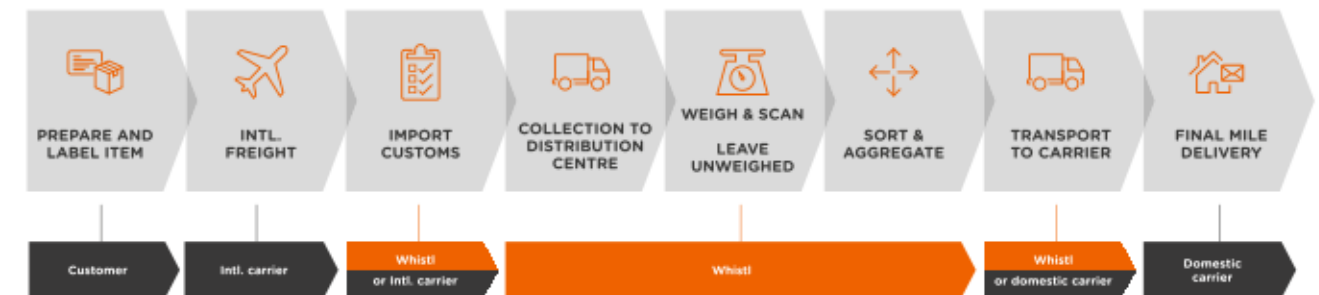 PREPARE AND
LABEL ITEM
INTL.
FREIGHT
IMPORT
CUSTOMS
COLLECTION TO
DISTRIBUTION
CENTRE
WEIGH & SCAN
LEAVE
UNWEIGHED
SORT &
AGGREGATE
TRANSPORT
TO CARRIER
FINAL MILE
DELIVERY
Customer
Intl. carrier
Whistl
or Intl. carrier
Whistl
Whistl
or domestic carrier
Domestic
carrier